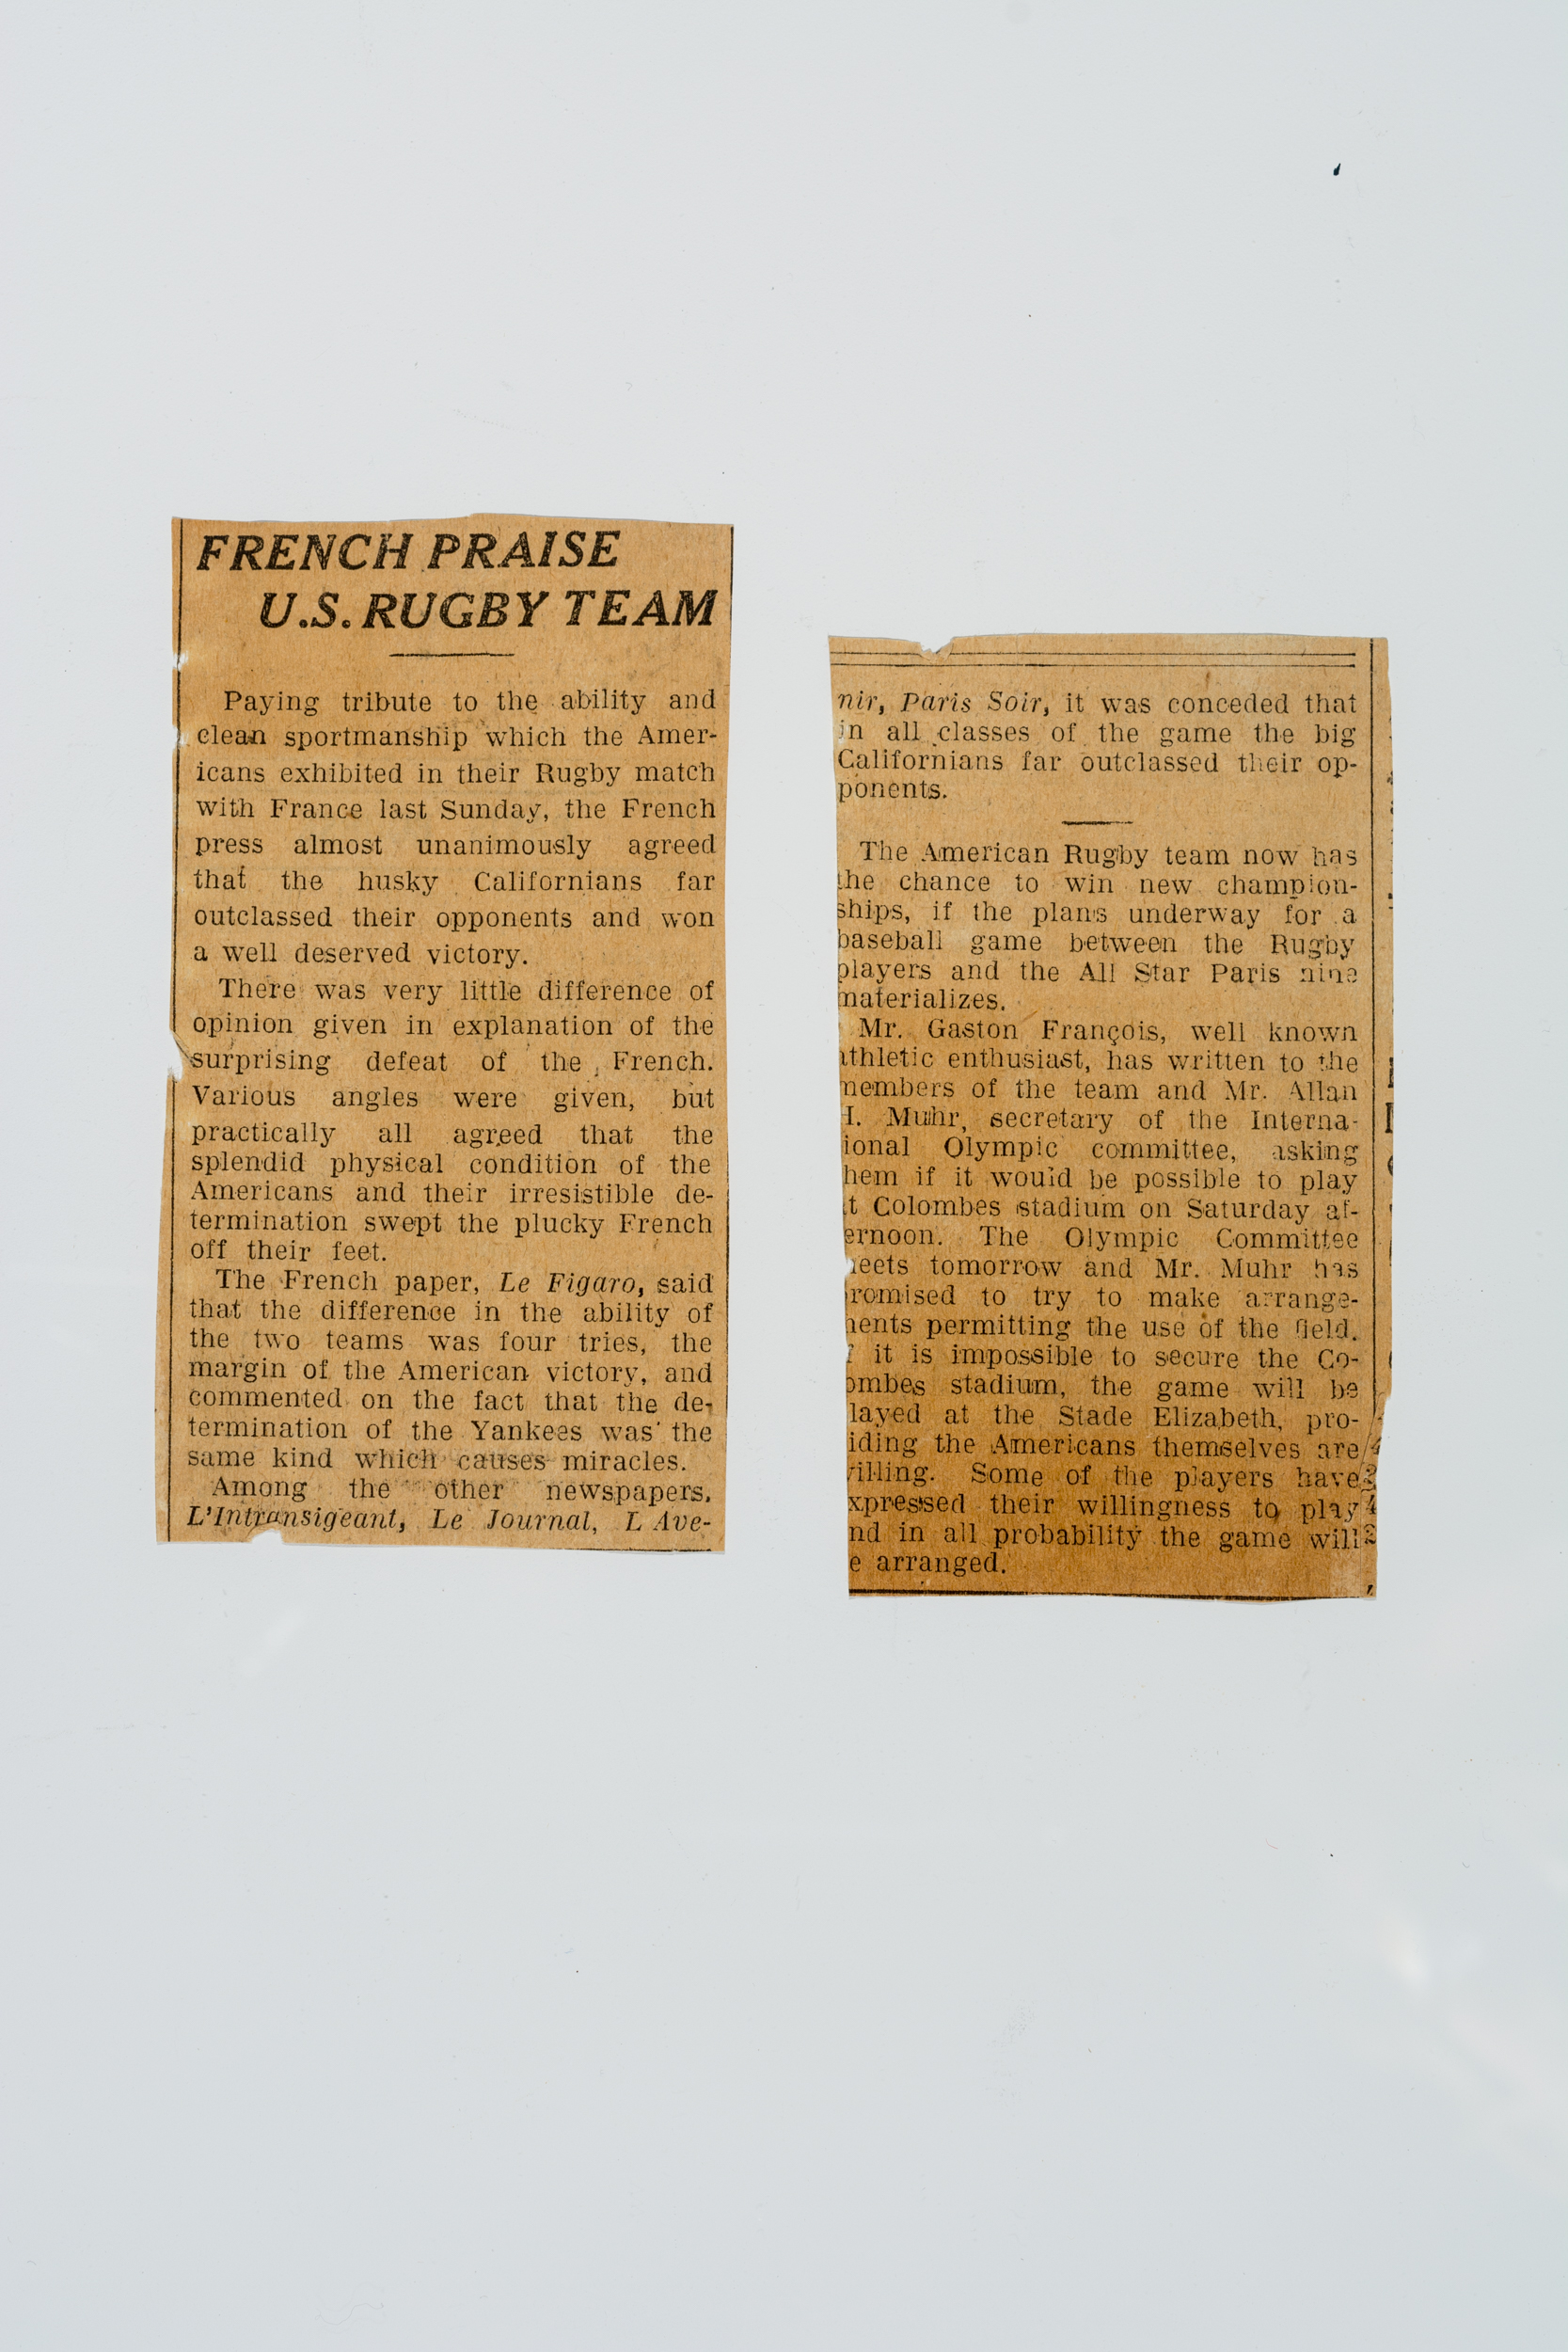 FRENCH PRAISE
U.S. RUGBY TEAM
Paying tribute to the ability and
clean sportmanship which the Amer-
icans exhibited in their Rugby match
with France last Sunday, the French
press almost unanimously agreed
that the husky Californians far
outclassed their opponents and won
a well deserved victory.
There was very little difference of
opinion given in explanation of the
surprising defeat of the French.
Various angles were given, but
practically all agreed that the
splendid physical condition of the
Americans and their irresistible de-
termination swept the plucky French
off their feet.
The French paper, Le Figaro, said
that the difference in the ability of
the two teams was four tries, the
margin of the American victory, and
commented on the fact that the de-
termination of the Yankees was the
same kind which causes miracles.
Among the other newspapers,
L'Intransigeant, Le Journal, L Ave-
nir, Paris Soir, it was conceded that
in all classes of the game the big
Californians far outclassed their op-
ponents.
The American Rugby team now has
the chance to win new champion-
ships, if the plans underway for a
baseball game between the Rugby
players and the All Star Paris nine
materializes.
Mr. Gaston François, well known
athletic enthusiast, has written to the
members of the team and Mr. Allan
H. Muhr, secretary of the Interna-
ional Olympic committee, asking
hem if it would be possible to play
t Colombes stadium on Saturday af-
ernoon. The Olympic Committee
eets tomorrow and Mr. Muhr has
romised to try to make arrange-
ents permitting the use of the field.
it is impossible to secure the Co-
ombes stadium, the game will be
layed at the Stade Elizabeth, pro-
iding the Americans themselves are
illing. Some of the players have
xpressed their willingness to play
nd in all probability the game will
e arranged.